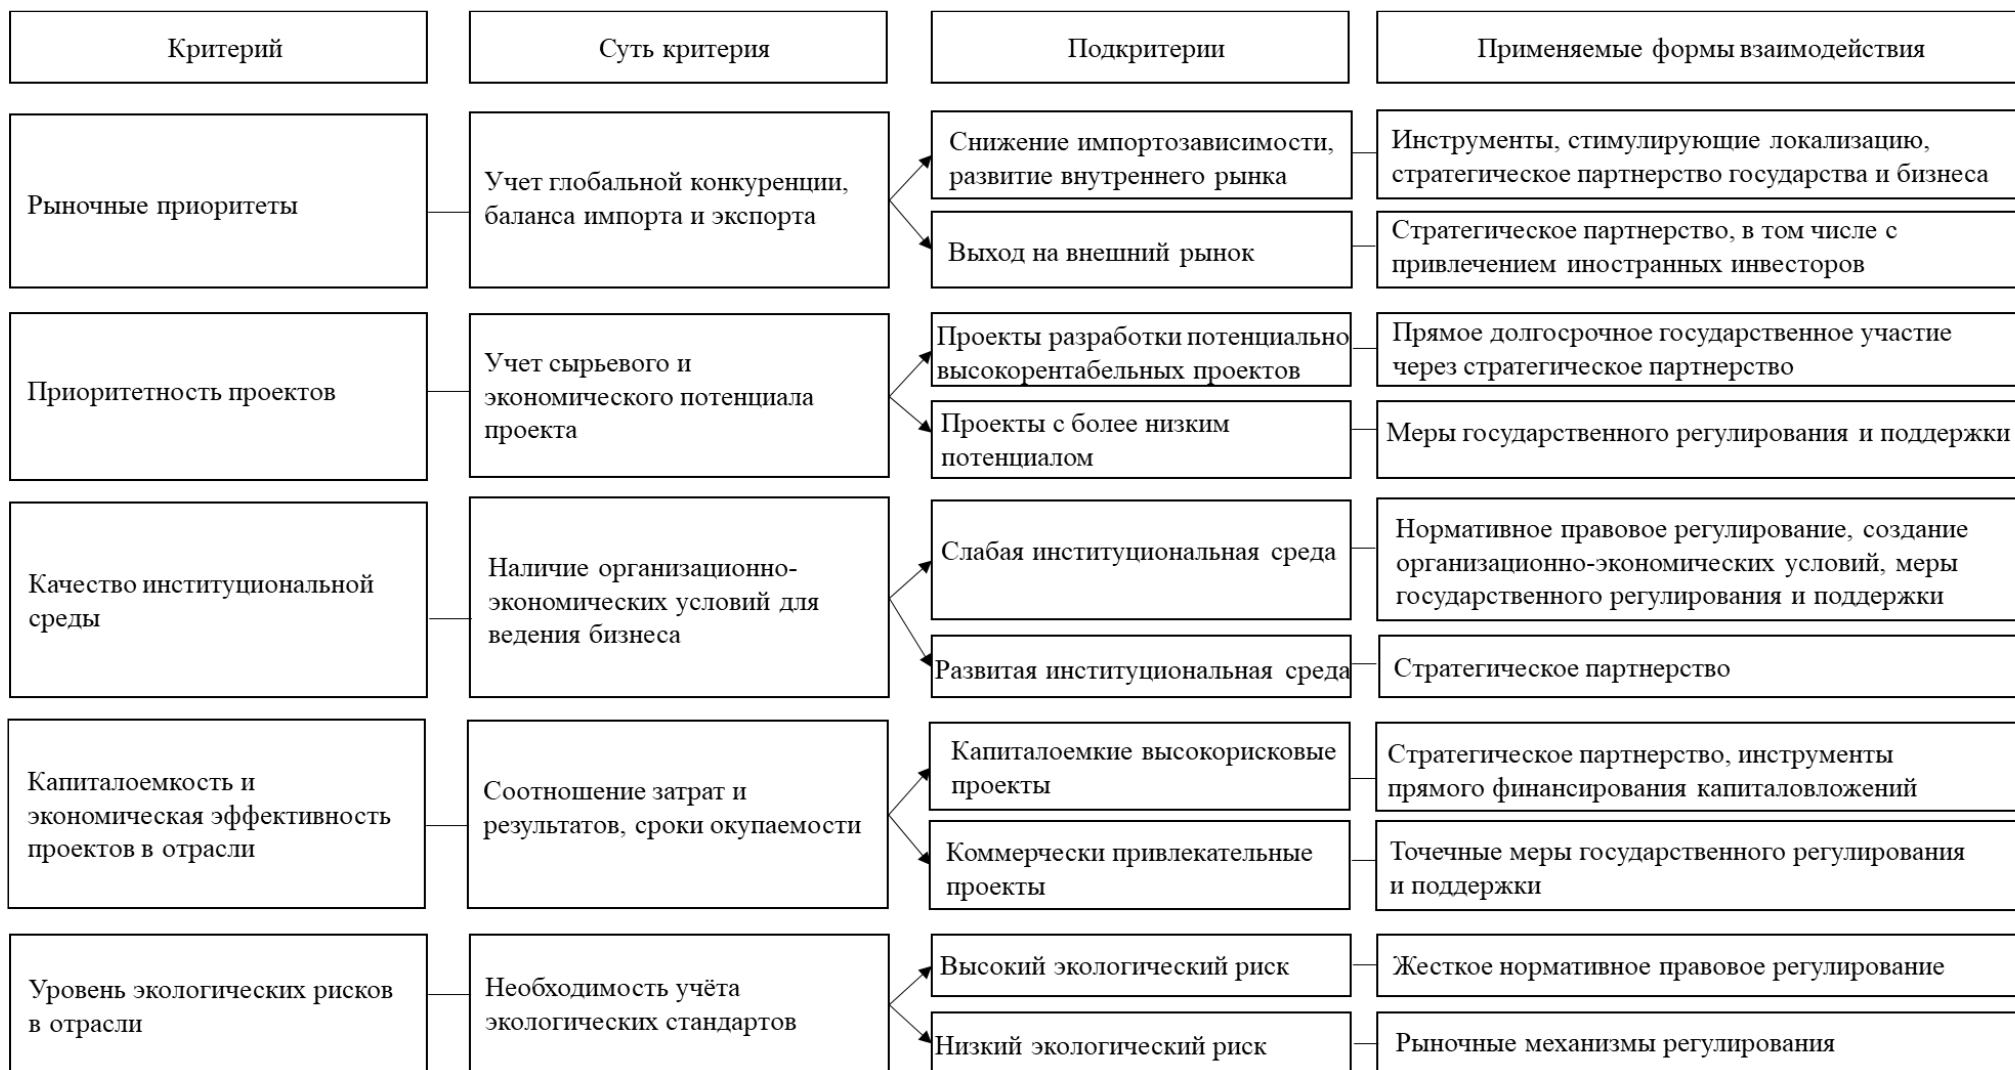 Критерий
Суть критерия
Подкритерии
Применяемые формы взаимодействия
Рыночные приоритеты
Учет глобальной конкуренции,
баланса импорта и экспорта
Снижение импортозависимости,
развитие внутреннего рынка
Инструменты, стимулирующие локализацию,
стратегическое партнерство государства и бизнеса
Выход на внешний рынок
Стратегическое партнерство, в том числе с
привлечением иностранных инвесторов
Приоритетность проектов
Учет сырьевого и
экономического потенциала
проекта
Проекты разработки потенциально
высокорентабельных проектов
Прямое долгосрочное государственное участие
через стратегическое партнерство
Проекты с более низким
потенциалом
Меры государственного регулирования и поддержки
Качество институциональной
среды
Наличие организационно-
экономических условий для
ведения бизнеса
Слабая институциональная среда
Нормативное правовое регулирование, создание
организационно-экономических условий, меры
государственного регулирования и поддержки
Развитая институциональная среда
Стратегическое партнерство
Капиталоемкость и
экономическая эффективность
проектов в отрасли
Соотношение затрат и
результатов, сроки окупаемости
Капиталоемкие высокорисковые
проекты
Стратегическое партнерство, инструменты
прямого финансирования капиталовложений
Коммерчески привлекательные
проекты
Точечные меры государственного регулирования
и поддержки
Уровень экологических рисков
в отрасли
Необходимость учёта
экологических стандартов
Высокий экологический риск
Жесткое нормативное правовое регулирование
Низкий экологический риск
Рыночные механизмы регулирования